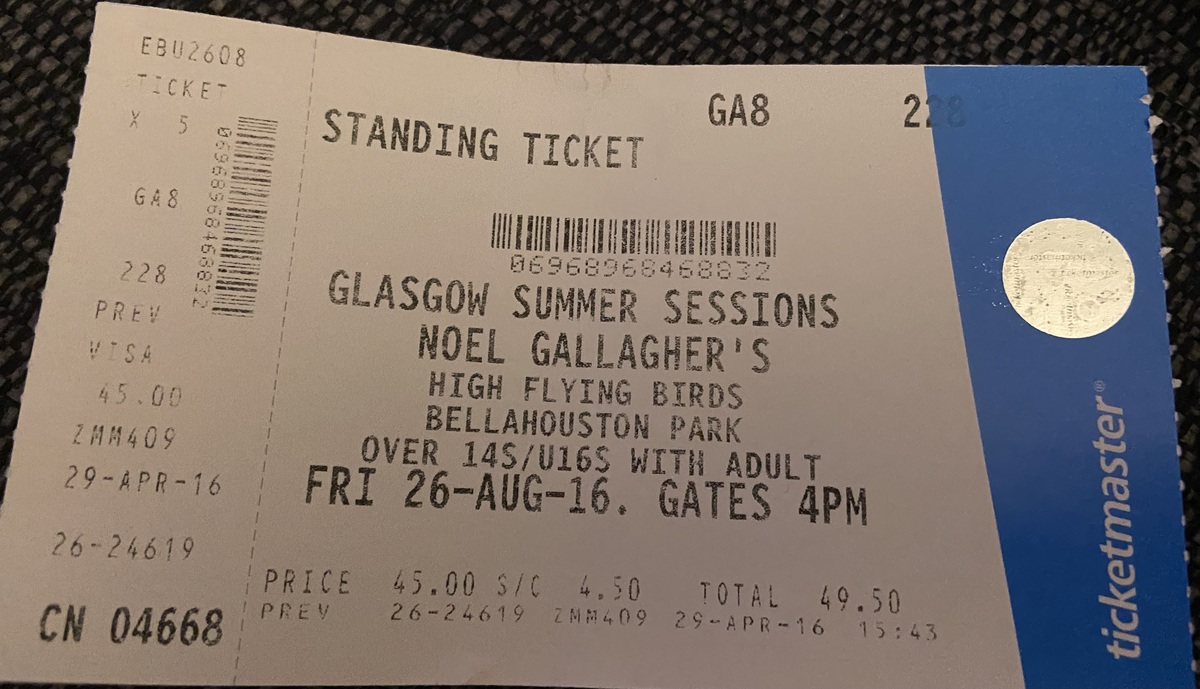 EBU2608
TICKET
X 5
GA8
228
PREV
VISA
45.00
ZMM409
29-APR-16
26-24619
CN 04668
06968968468832
GA8 228
STANDING TICKET
06968968468832
GLASGOW SUMMER SESSIONS
NOEL GALLAGHER'S
HIGH FLYING BIRDS
BELLAHOUSTON PARK
OVER 14S/U16S WITH ADULT
FRI 26-AUG-16. GATES 4PM
PRICE 45.00 S/C 4.50 TOTAL 49.50
PREV 26-24619 ZMM409 29-APR-16 15:43
ticketmaster®